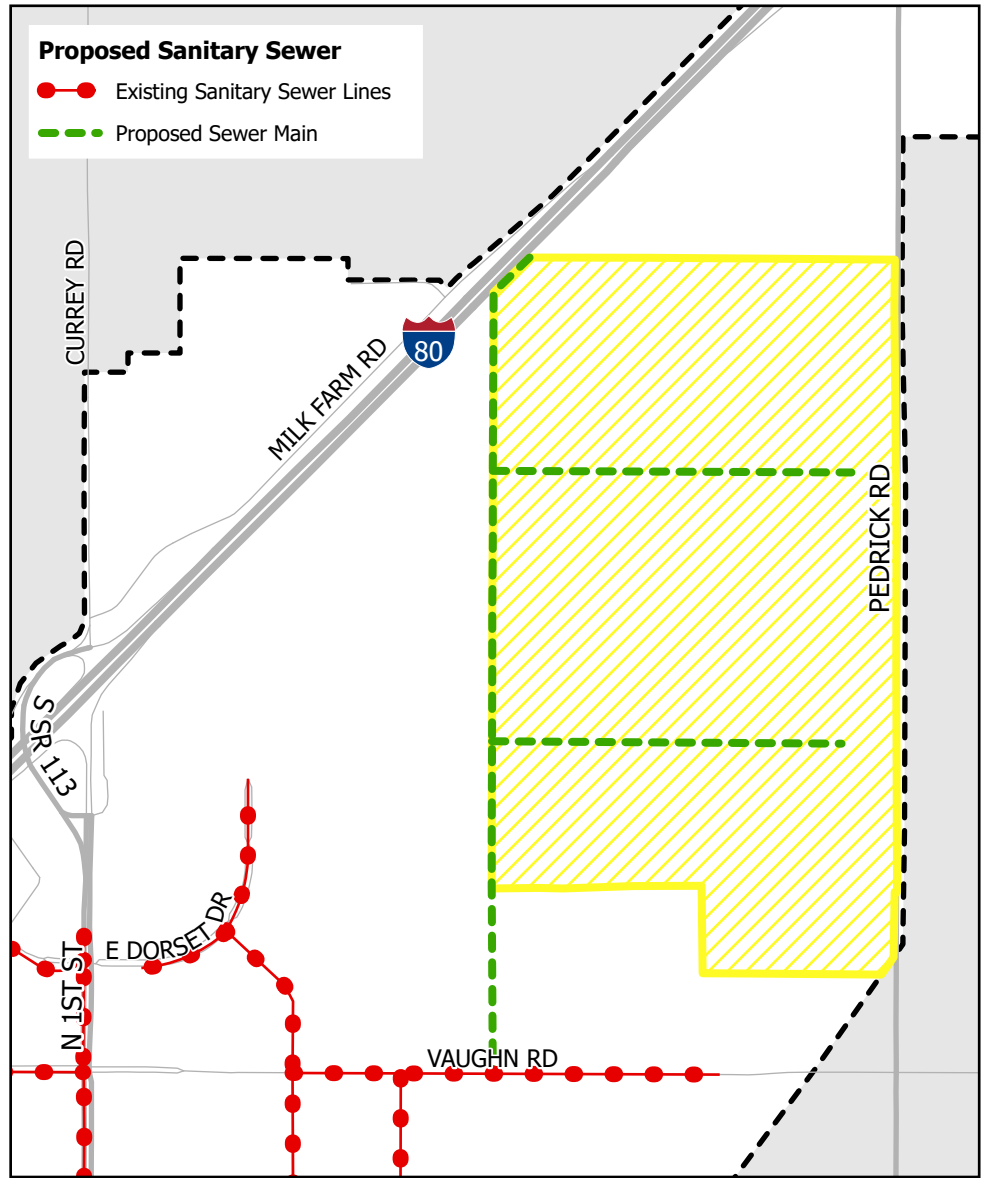 Proposed Sanitary Sewer
Existing Sanitary Sewer Lines
Proposed Sewer Main
CURREY RD
MILK FARM RD
80
PEDRICK RD
S SR 113
E DORSET DR
N 1ST ST
VAUGHN RD